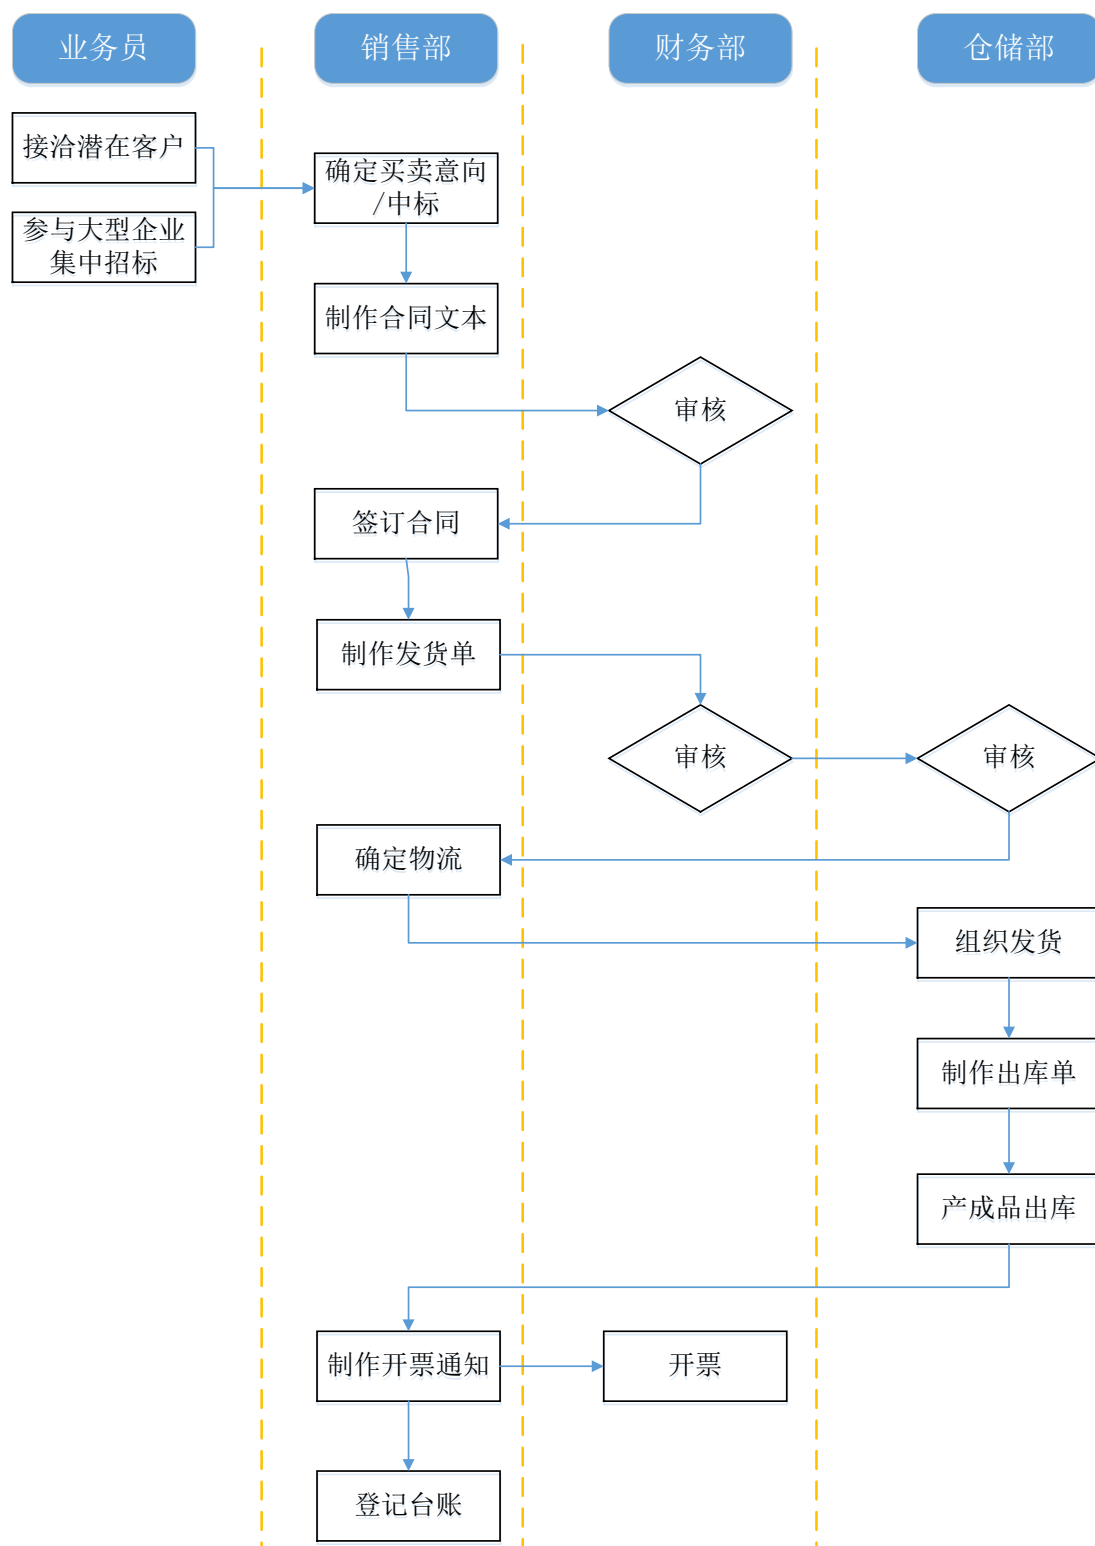 业务员
销售部
财务部
仓储部
接洽潜在客户
参与大型企业
集中招标
确定买卖意向
/中标
制作合同文本
审核
签订合同
制作发货单
审核
审核
确定物流
组织发货
制作出库单
产成品出库
制作开票通知
开票
登记台账